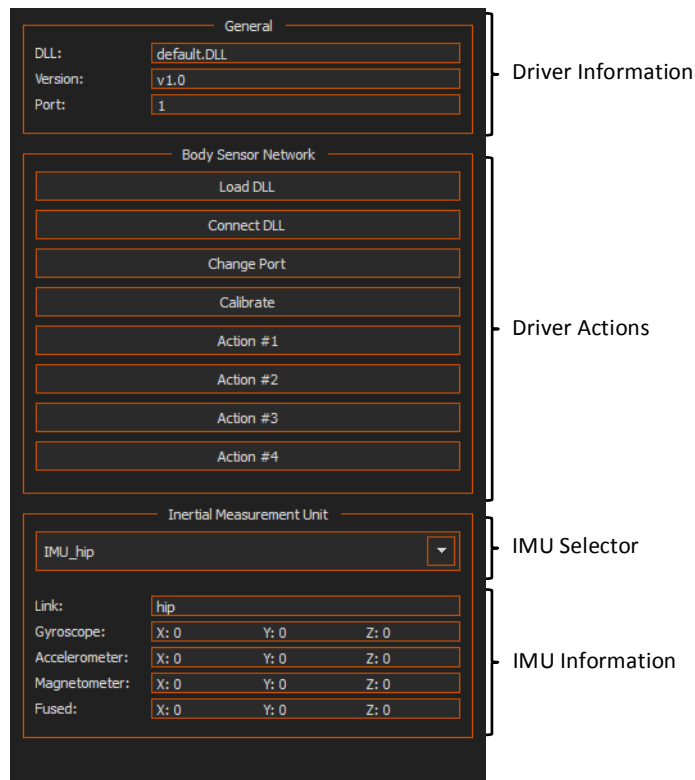 General
DLL: default.DLL
Version: v1.0
Port: 1
Driver Information
Body Sensor Network
Load DLL
Connect DLL
Change Port
Calibrate
Action #1
Action #2
Action #3
Action #4
Driver Actions
Inertial Measurement Unit
IMU_hip
IMU Selector
Link: hip
Gyroscope: X: 0 Y: 0 Z: 0
Accelerometer: X: 0 Y: 0 Z: 0
Magnetometer: X: 0 Y: 0 Z: 0
Fused: X: 0 Y: 0 Z: 0
IMU Information